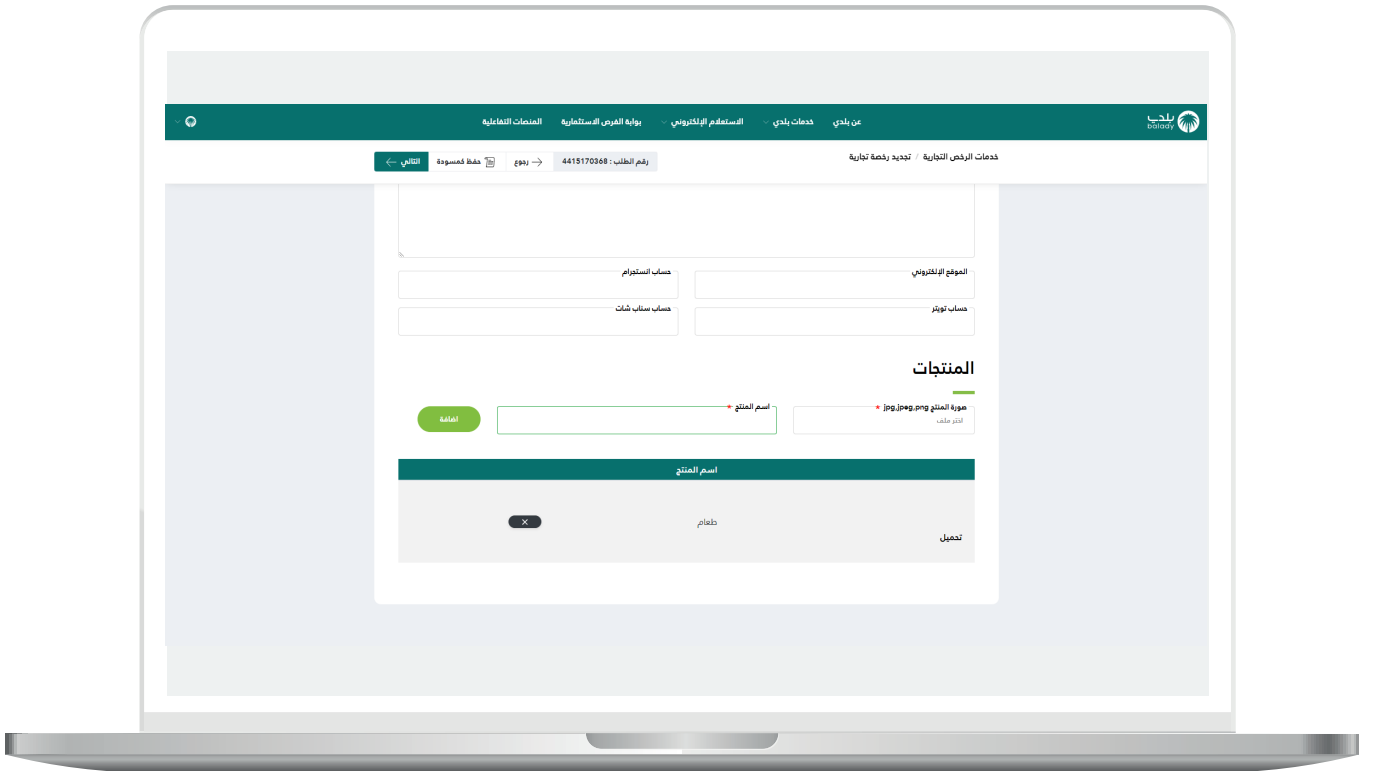 بلدي
balady
عن بلدي
خدمات بلدي
الاستعلام الإلكتروني
بوابة الفرص الاستثمارية
المنصات التفاعلية
خدمات الرخص التجارية / تجديد رخصة تجارية
رقم الطلب : 4415170368
رجوع
حفظ كمسودة
التالي
الموقع الإلكتروني
حساب انستجرام
حساب تويتر
حساب سناب شات
المنتجات
صورة المنتج jpg,jpeg,png *
اختر ملف
اسم المنتج *
اضافة
اسم المنتج
طعام
تحميل